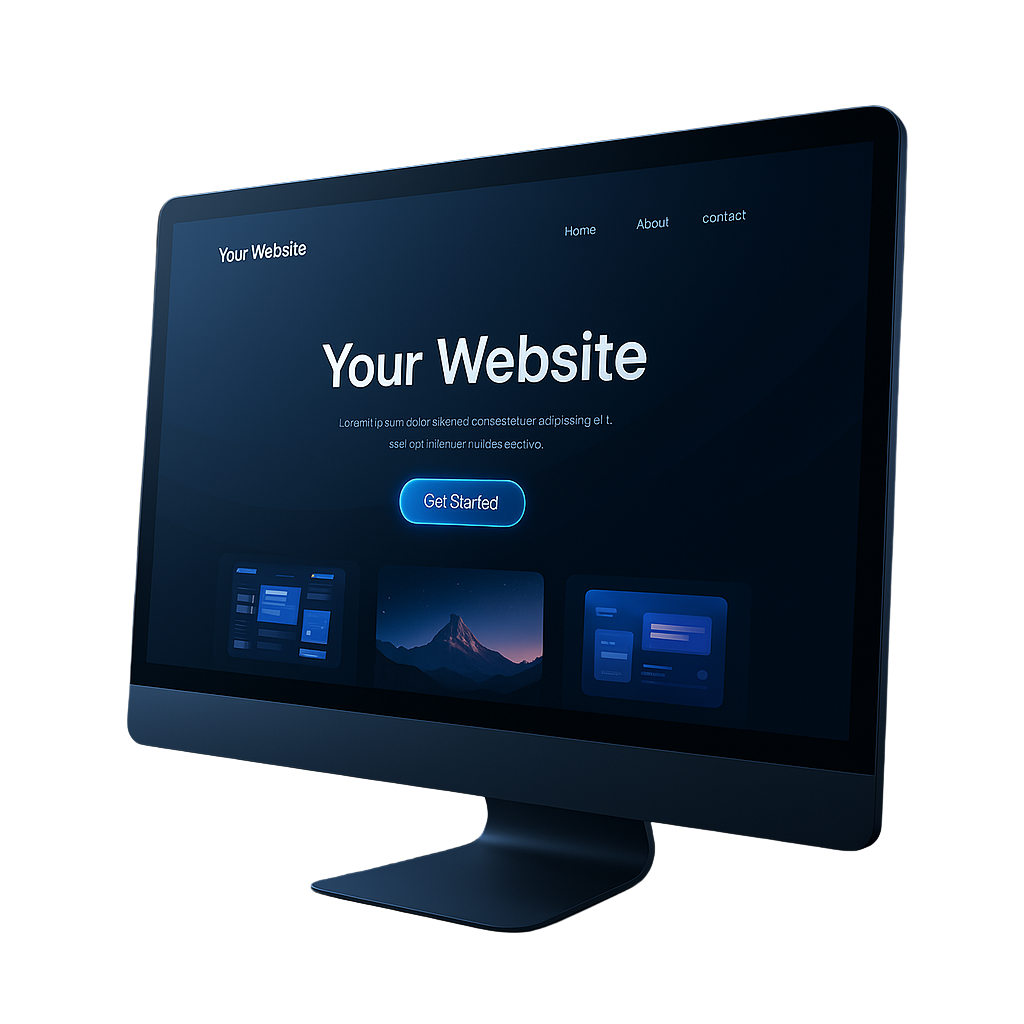 Your Website
Home About contact
Your Website
Loremit ip sum dolor sikened consestetuer adipissing el t.
ssel opt inilenuer nuildes eectivo.
Get Starfed